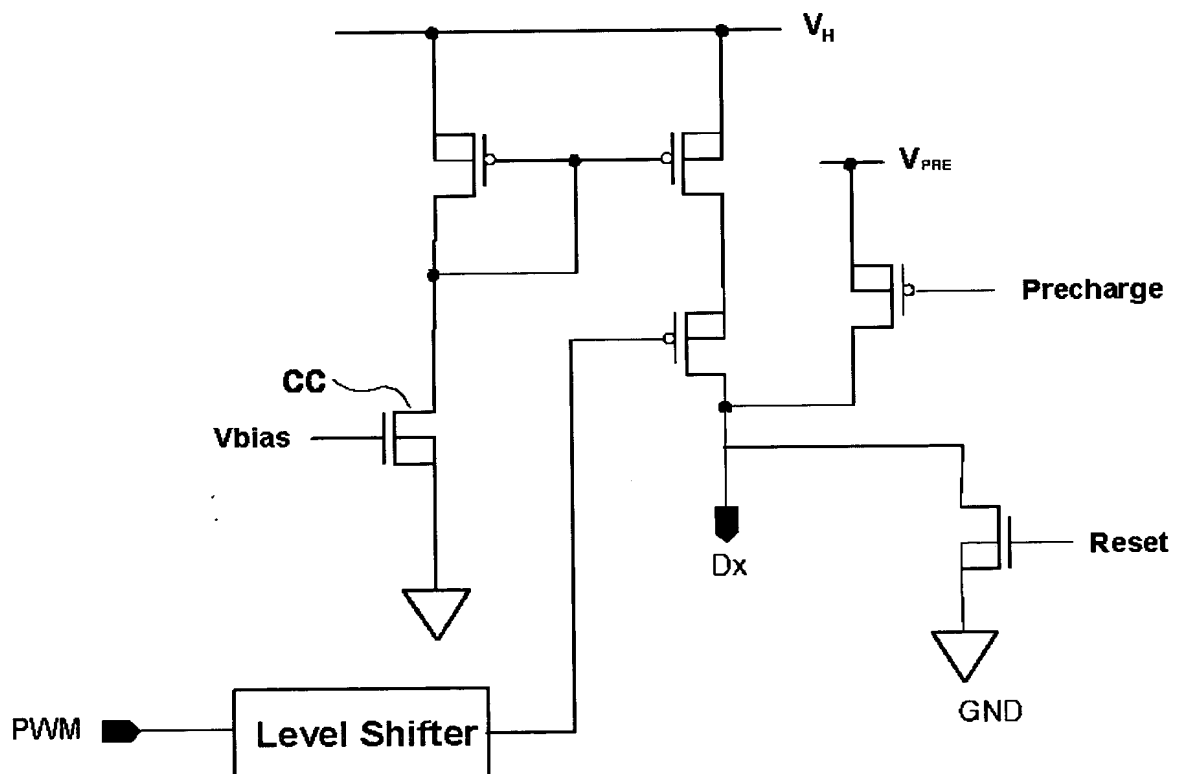 VH
VPRE
Precharge
CC
Vbias
Reset
Dx
GND
PWM
Level Shifter